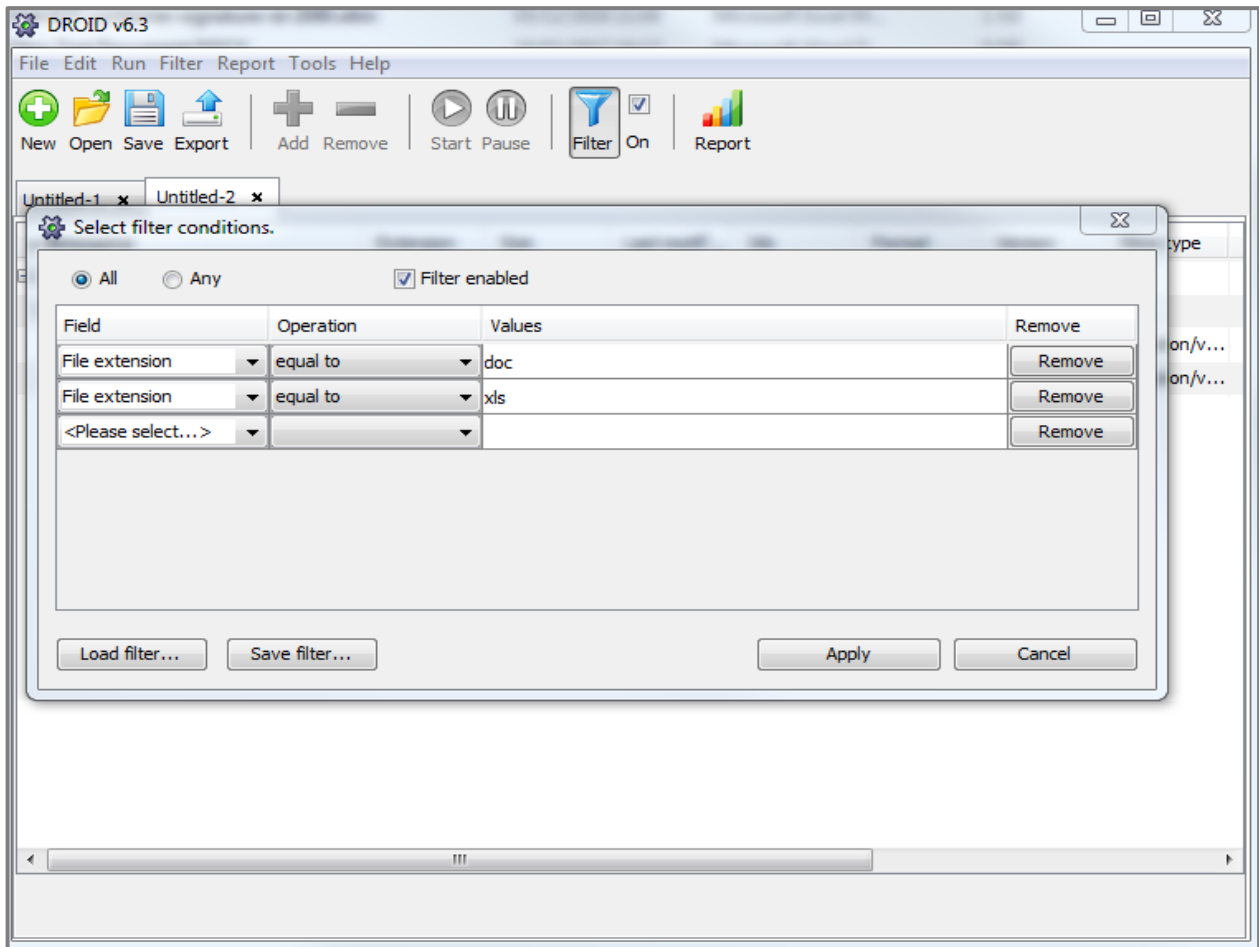 DROID v6.3
File Edit Run Filter Report Tools Help
New Open Save Export Add Remove Start Pause Filter On Report
Untitled-1 Untitled-2
Select filter conditions.
ype
All Any Filter enabled
Field Operation Values Remove
on/v...
File extension equal to doc Remove
on/v...
File extension equal to xls Remove
<Please select...> Remove
Load filter... Save filter... Apply Cancel